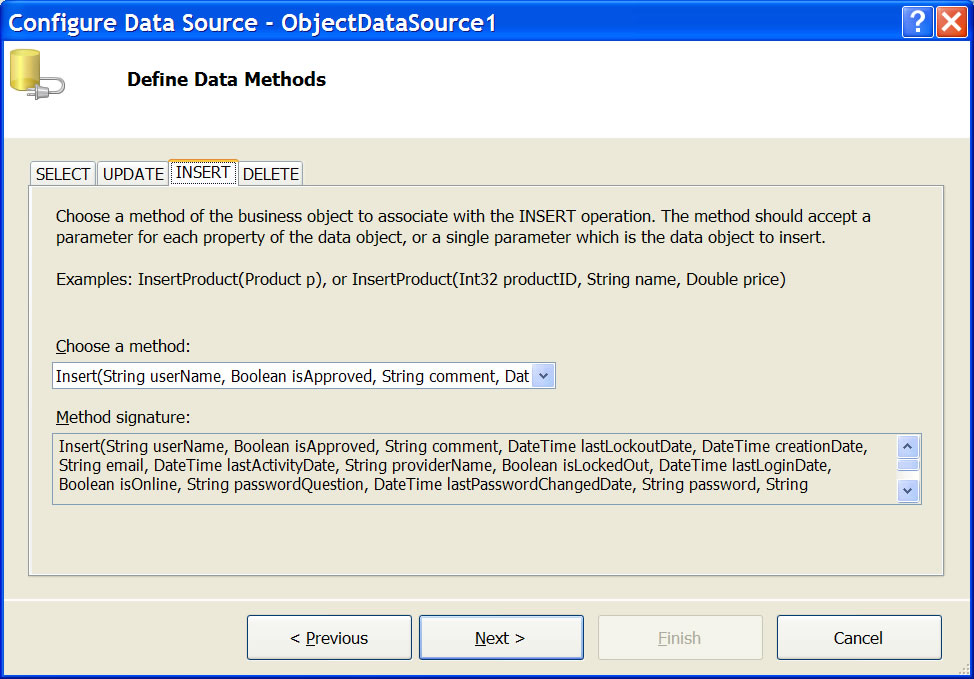 Configure Data Source - ObjectDataSource1
?
Define Data Methods
SELECT UPDATE INSERT DELETE
Choose a method of the business object to associate with the INSERT operation. The method should accept a
parameter for each property of the data object, or a single parameter which is the data object to insert.
Examples: InsertProduct(Product p), or InsertProduct(Int32 productID, String name, Double price)
Choose a method:
Insert(String userName, Boolean isApproved, String comment, Dat
Method signature:
Insert(String userName, Boolean isApproved, String comment, DateTime lastLockoutDate, DateTime creationDate,
String email, DateTime lastActivityDate, String providerName, Boolean isLockedOut, DateTime lastLoginDate,
Boolean isOnline, String passwordQuestion, DateTime lastPasswordChangedDate, String password, String
< Previous Next > Finish Cancel